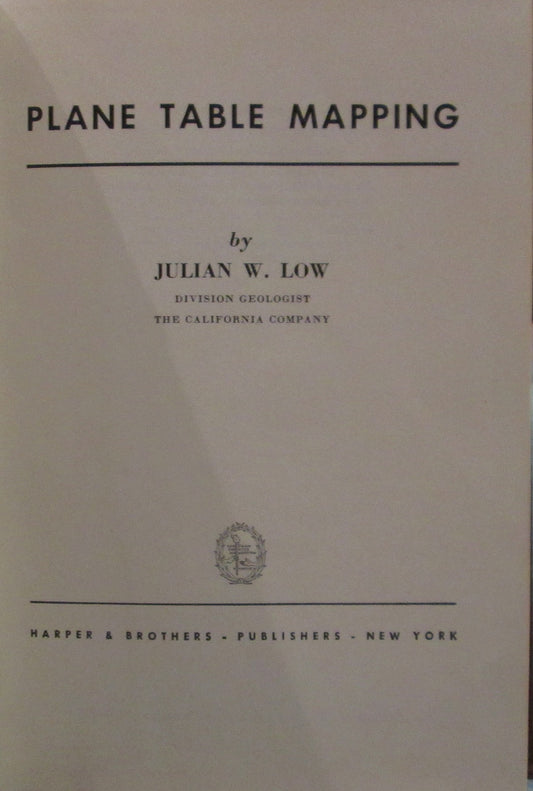 PLANE TABLE MAPPING
by
JULIAN W. LOW
DIVISION GEOLOGIST
THE CALIFORNIA COMPANY
HARPER & BROTHERS - PUBLISHERS - NEW YORK